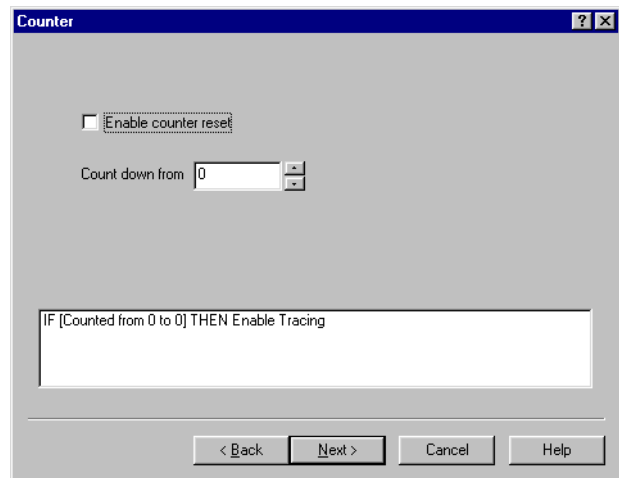 Counter
Enable counter reset
Count down from 0
IF [Counted from 0 to 0] THEN Enable Tracing
< Back Next > Cancel Help